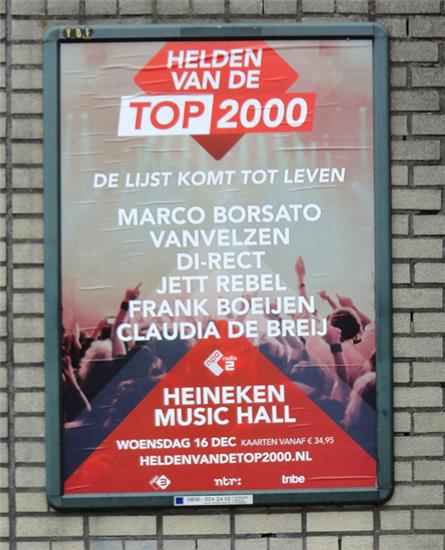 HELDEN
VAN DE
TOP 2000
DE LIJST KOMT TOT LEVEN
MARCO BORSATO
VANVELZEN
DI-RECT
JETT REBEL
FRANK BOEIJEN
CLAUDIA DE BREIJ
npo radio 2
HEINEKEN
MUSIC HALL
WOENSDAG 16 DEC KAARTEN VANAF € 34,95
HELDENVANDETOP2000.NL
ntr: tribe